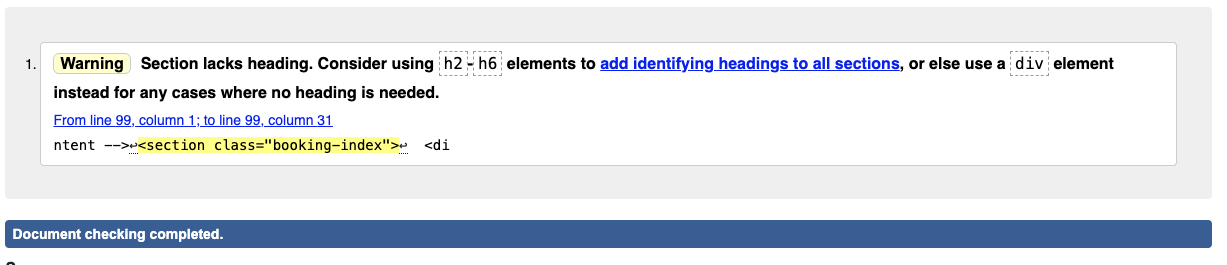 1. Warning Section lacks heading. Consider using h2-h6 elements to add identifying headings to all sections, or else use a div element
instead for any cases where no heading is needed.
From line 99, column 1; to line 99, column 31
ntent -->↩<section class="booking-index">↩  <di
Document checking completed.